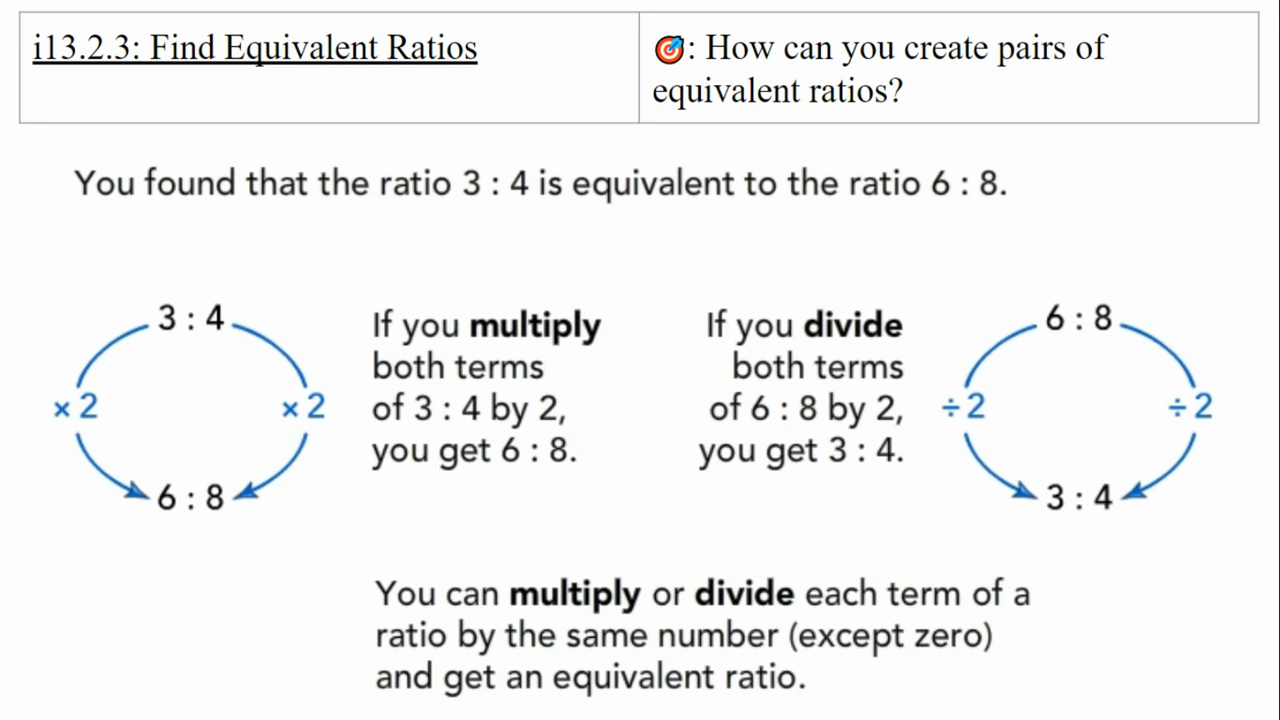 i13.2.3: Find Equivalent Ratios
🎯: How can you create pairs of
equivalent ratios?
You found that the ratio 3 : 4 is equivalent to the ratio 6 : 8.
3 : 4
× 2
× 2
6 : 8
If you multiply
both terms
of 3 : 4 by 2,
you get 6 : 8.
If you divide
both terms
of 6 : 8 by 2,
you get 3 : 4.
6 : 8
÷ 2
÷ 2
3 : 4
You can multiply or divide each term of a
ratio by the same number (except zero)
and get an equivalent ratio.